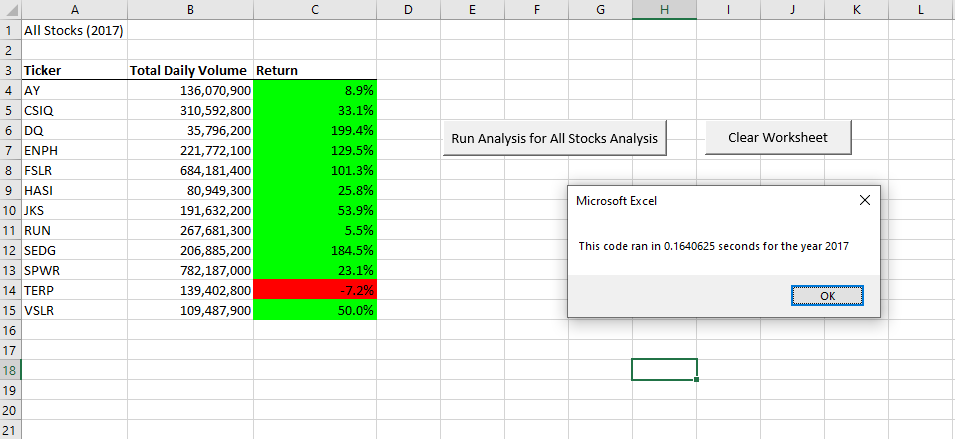 A B C D E F G H I J K L
1 All Stocks (2017)
2
3 Ticker Total Daily Volume Return
4 AY 136,070,900 8.9%
5 CSIQ 310,592,800 33.1%
6 DQ 35,796,200 199.4%
7 ENPH 221,772,100 129.5%
8 FSLR 684,181,400 101.3%
9 HASI 80,949,300 25.8%
10 JKS 191,632,200 53.9%
11 RUN 267,681,300 5.5%
12 SEDG 206,885,200 184.5%
13 SPWR 782,187,000 23.1%
14 TERP 139,402,800 -7.2%
15 VSLR 109,487,900 50.0%
16
17
18
19
20
21
Run Analysis for All Stocks Analysis
Clear Worksheet
Microsoft Excel
This code ran in 0.1640625 seconds for the year 2017
OK